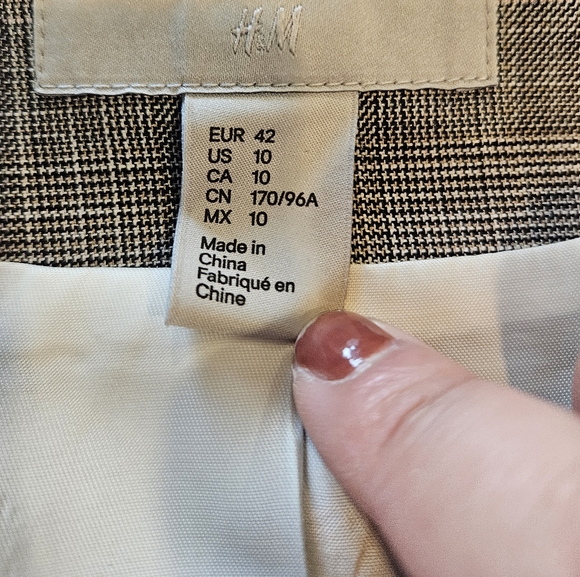 H&M
EUR 42
US 10
CA 10
CN 170/96A
MX 10
Made in
China
Fabriqué en
Chine